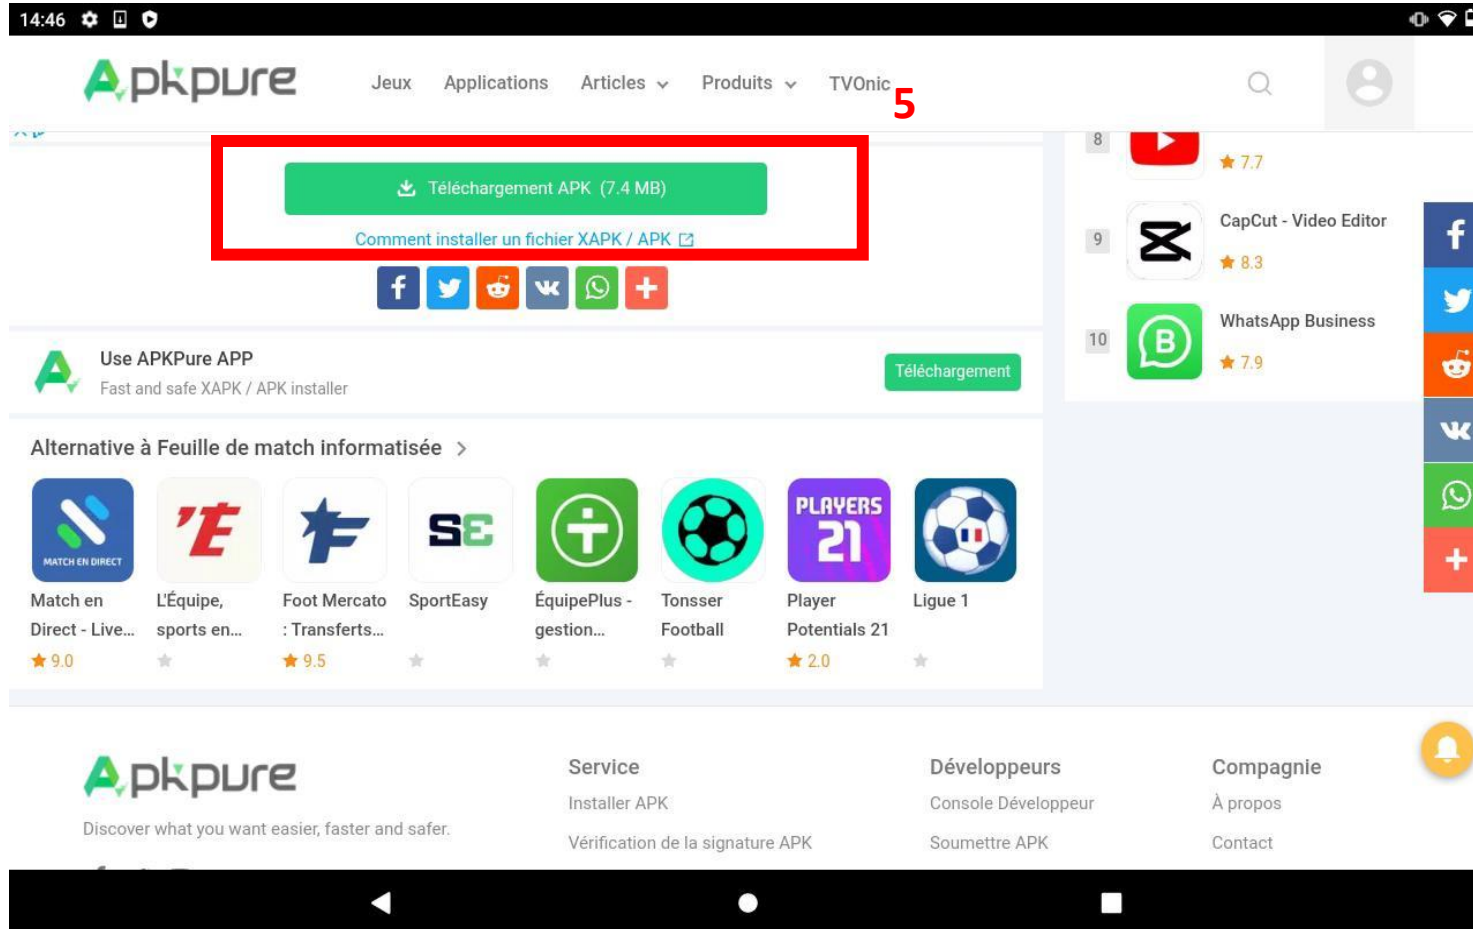 14:46
Apkpure
Jeux Applications Articles Produits TVOnic
5
Téléchargement APK (7.4 MB)
Comment installer un fichier XAPK / APK
8
7.7
9
CapCut - Video Editor
8.3
10
B
WhatsApp Business
7.9
Use APKPure APP
Fast and safe XAPK / APK installer
Téléchargement
Alternative à Feuille de match informatisée
MATCH EN DIRECT
'E
F
SE
PLAYERS
21
Match en
Direct - Live...
9.0
L'Équipe,
sports en...
Foot Mercato
: Transferts...
9.5
SportEasy
ÉquipePlus -
gestion...
Tonsser
Football
Player
Potentials 21
2.0
Ligue 1
Apkpure
Discover what you want easier, faster and safer.
Service
Installer APK
Vérification de la signature APK
Développeurs
Console Développeur
Soumettre APK
Compagnie
À propos
Contact